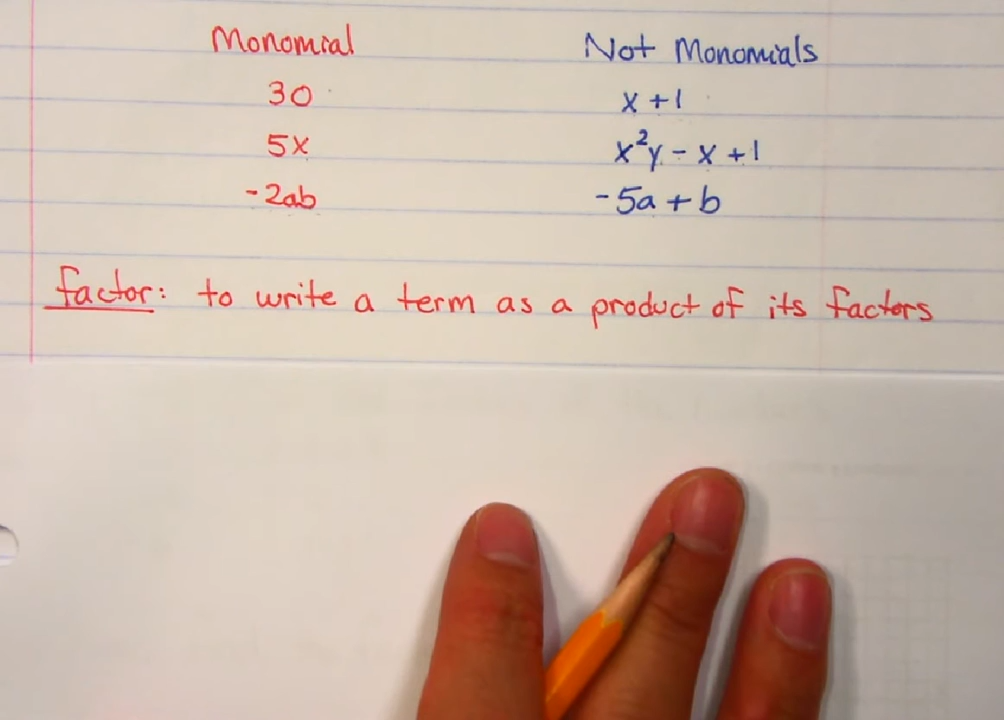 Monomial Not Monomials
30 x + 1
5x x²y - x + 1
-2ab -5a + b
factor: to write a term as a product of its factors